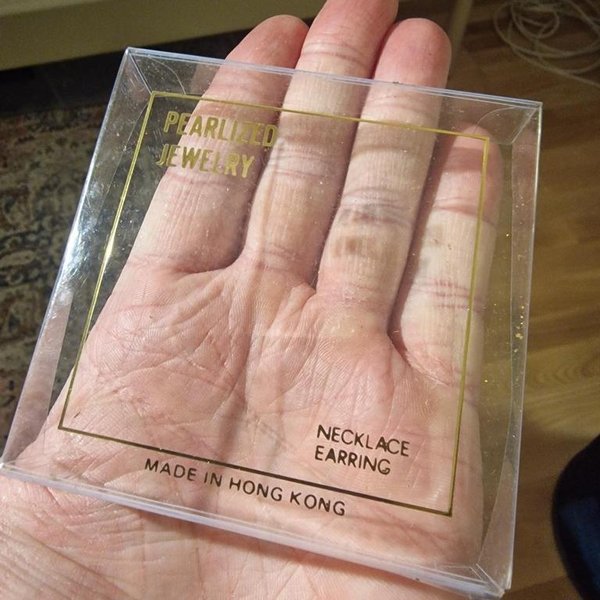 PEARLIZED
JEWELRY
NECKLACE
EARRING
MADE IN HONG KONG